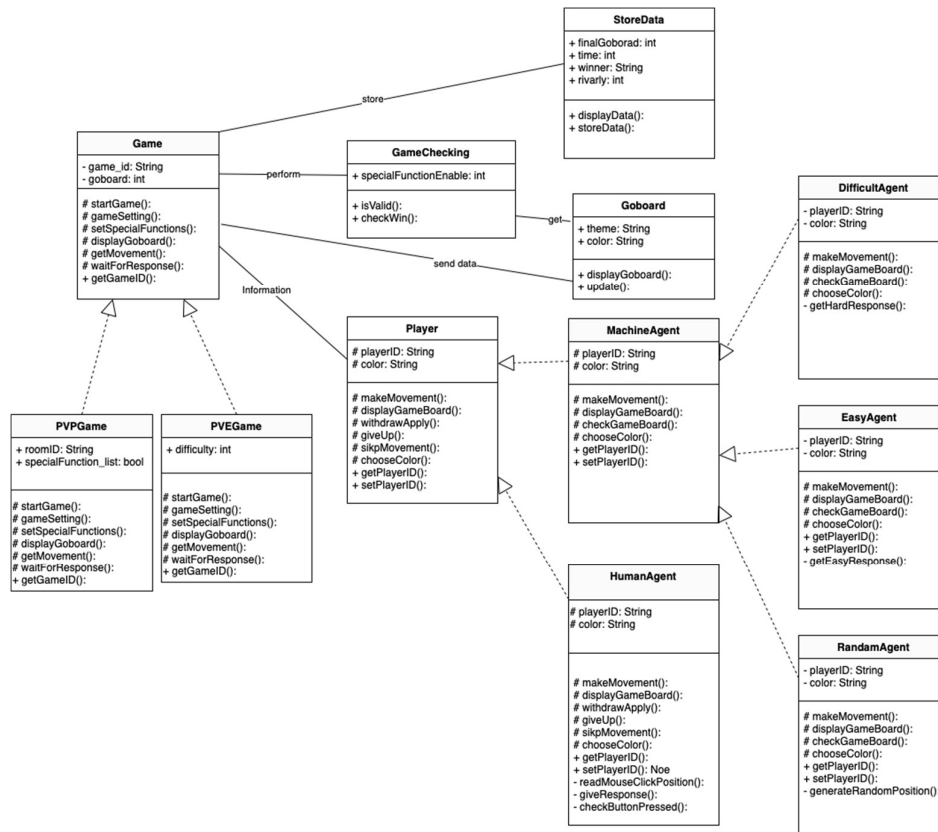 StoreData
+ finalGoborad: int
+ time: int
+ winner: String
+ rivarly: int
+ displayData():
+ storeData():
store
Game
- game_id: String
- goboard: int
# startGame():
# gameSetting():
# setSpecialFunctions():
# displayGoboard():
# getMovement():
# waitForResponse():
+ getGameID():
perform
GameChecking
+ specialFunctionEnable: int
+ isValid():
+ checkWin():
get
Goboard
+ theme: String
+ color: String
+ displayGoboard():
+ update():
send data
Information
DifficultAgent
- playerID: String
- color: String
# makeMovement():
# displayGameBoard():
# checkGameBoard():
# chooseColor():
- getHardResponse():
Player
# playerID: String
# color: String
# makeMovement():
# displayGameBoard():
# withdrawApply():
# giveUp():
# sikpMovement():
# chooseColor():
+ getPlayerID():
+ setPlayerID():
MachineAgent
# playerID: String
# color: String
# makeMovement():
# displayGameBoard():
# checkGameBoard():
# chooseColor():
+ getPlayerID():
+ setPlayerID():
EasyAgent
- playerID: String
- color: String
# makeMovement():
# displayGameBoard():
# checkGameBoard():
# chooseColor():
+ getPlayerID():
+ setPlayerID():
- getEasyResponse():
PVPGame
+ roomID: String
+ specialFunction_list: bool
# startGame():
# gameSetting():
# setSpecialFunctions():
# displayGoboard():
# getMovement():
# waitForResponse():
+ getGameID():
PVEGame
+ difficulty: int
# startGame():
# gameSetting():
# setSpecialFunctions():
# displayGoboard():
# getMovement():
# waitForResponse():
+ getGameID():
HumanAgent
# playerID: String
# color: String
# makeMovement():
# displayGameBoard():
# withdrawApply():
# giveUp():
# sikpMovement():
# chooseColor():
+ getPlayerID():
+ setPlayerID(): Noe
- readMouseClickPosition():
- giveResponse():
- checkButtonPressed():
RandamAgent
- playerID: String
- color: String
# makeMovement():
# displayGameBoard():
# checkGameBoard():
# chooseColor():
+ getPlayerID():
+ setPlayerID():
- generateRandomPosition():